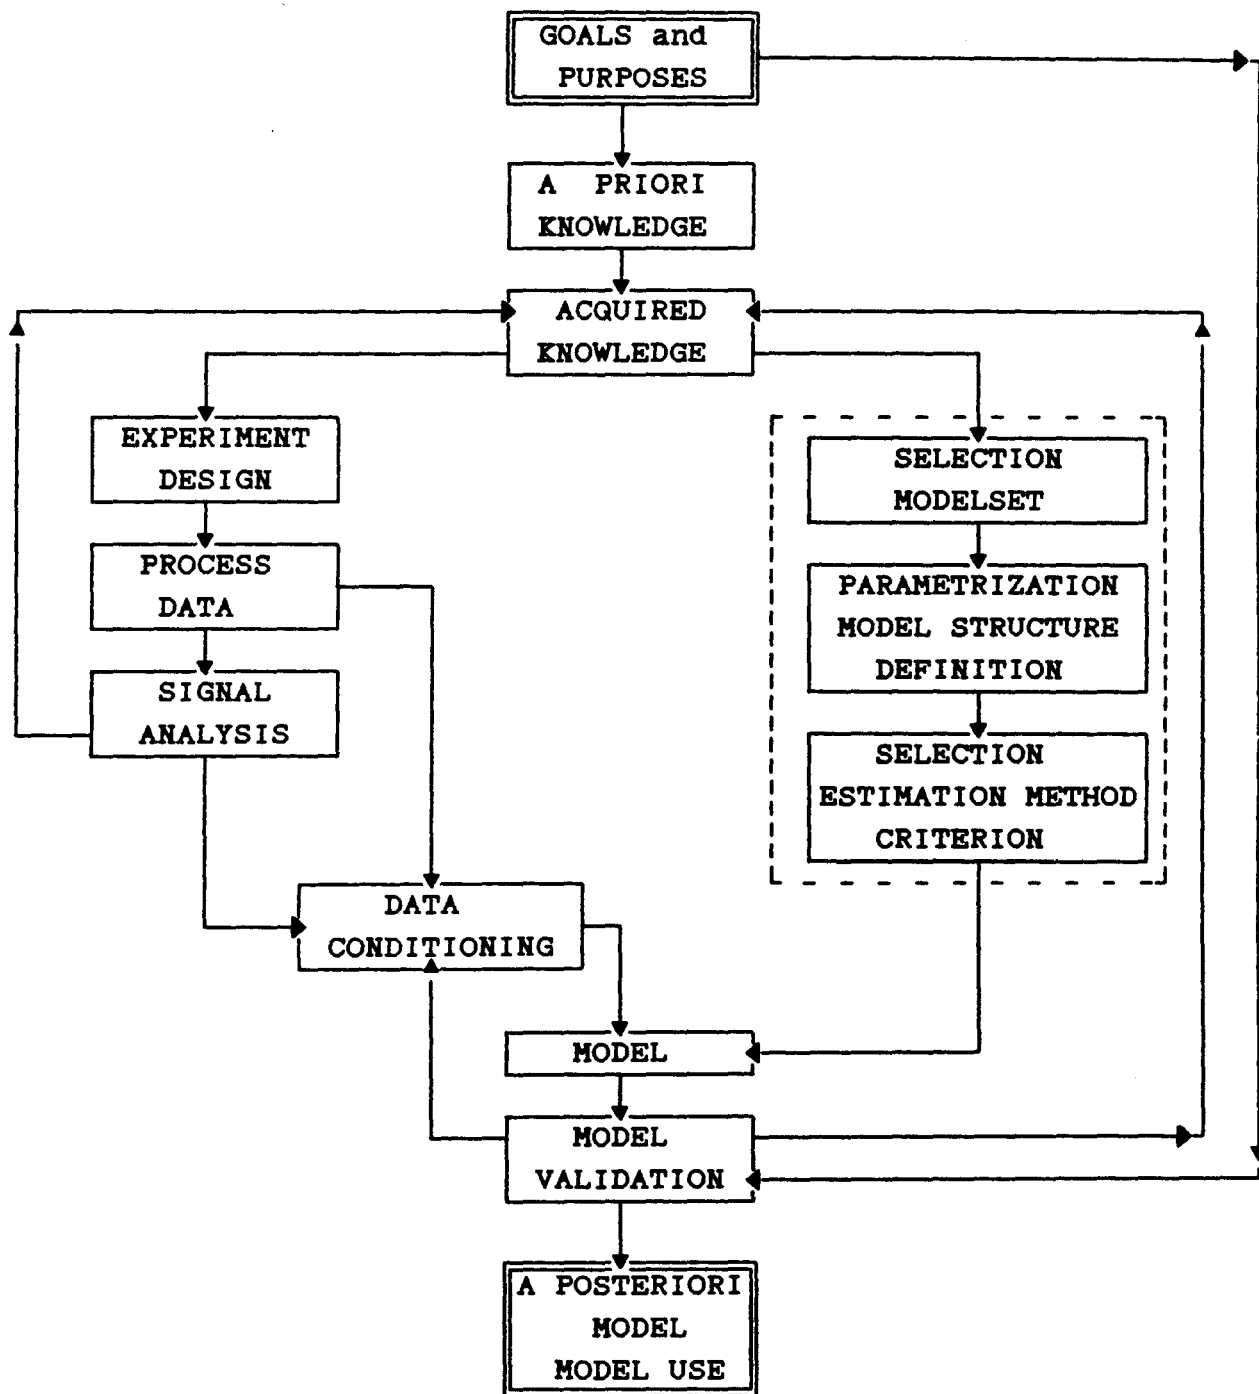 GOALS and
PURPOSES
A PRIORI
KNOWLEDGE
ACQUIRED
KNOWLEDGE
EXPERIMENT
DESIGN
PROCESS
DATA
SIGNAL
ANALYSIS
SELECTION
MODELSET
PARAMETRIZATION
MODEL STRUCTURE
DEFINITION
SELECTION
ESTIMATION METHOD
CRITERION
DATA
CONDITIONING
MODEL
MODEL
VALIDATION
A POSTERIORI
MODEL
MODEL USE